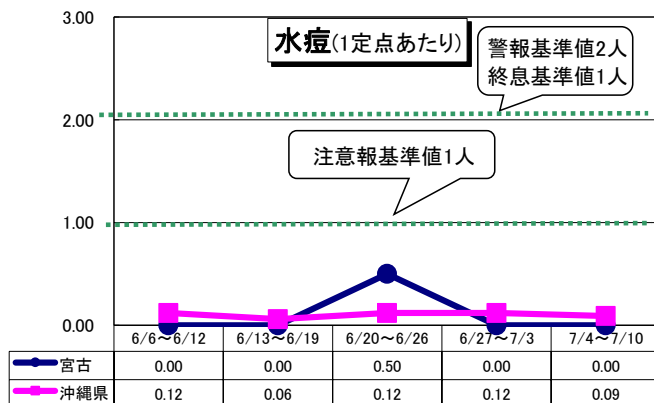 3.00
水痘(1定点あたり)
警報基準値2人
終息基準値1人
2.00
注意報基準値1人
1.00
0.00
6/6～6/12 6/13～6/19 6/20～6/26 6/27～7/3 7/4～7/10
宮古 0.00 0.00 0.50 0.00 0.00
沖縄県 0.12 0.06 0.12 0.12 0.09